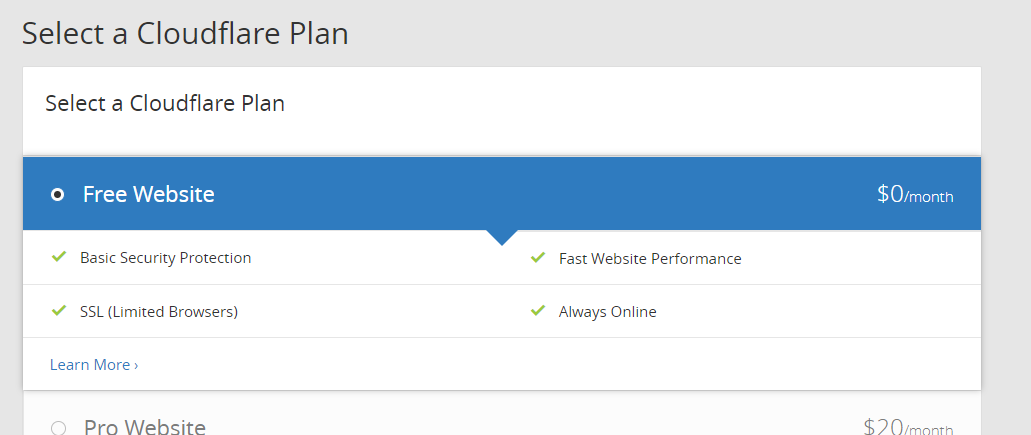 Select a Cloudflare Plan
Select a Cloudflare Plan
Free Website $0/month
Basic Security Protection Fast Website Performance
SSL (Limited Browsers) Always Online
Learn More ›
Pro Website $20/month